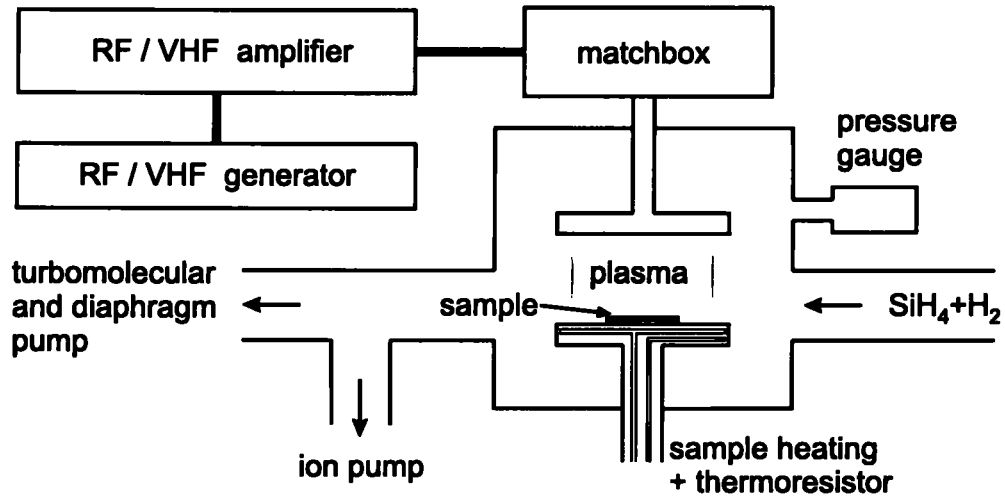 RF / VHF amplifier
matchbox
RF / VHF generator
pressure
gauge
turbomolecular
and diaphragm
pump
plasma
sample
SiH₄+H₂
ion pump
sample heating
+ thermoresistor